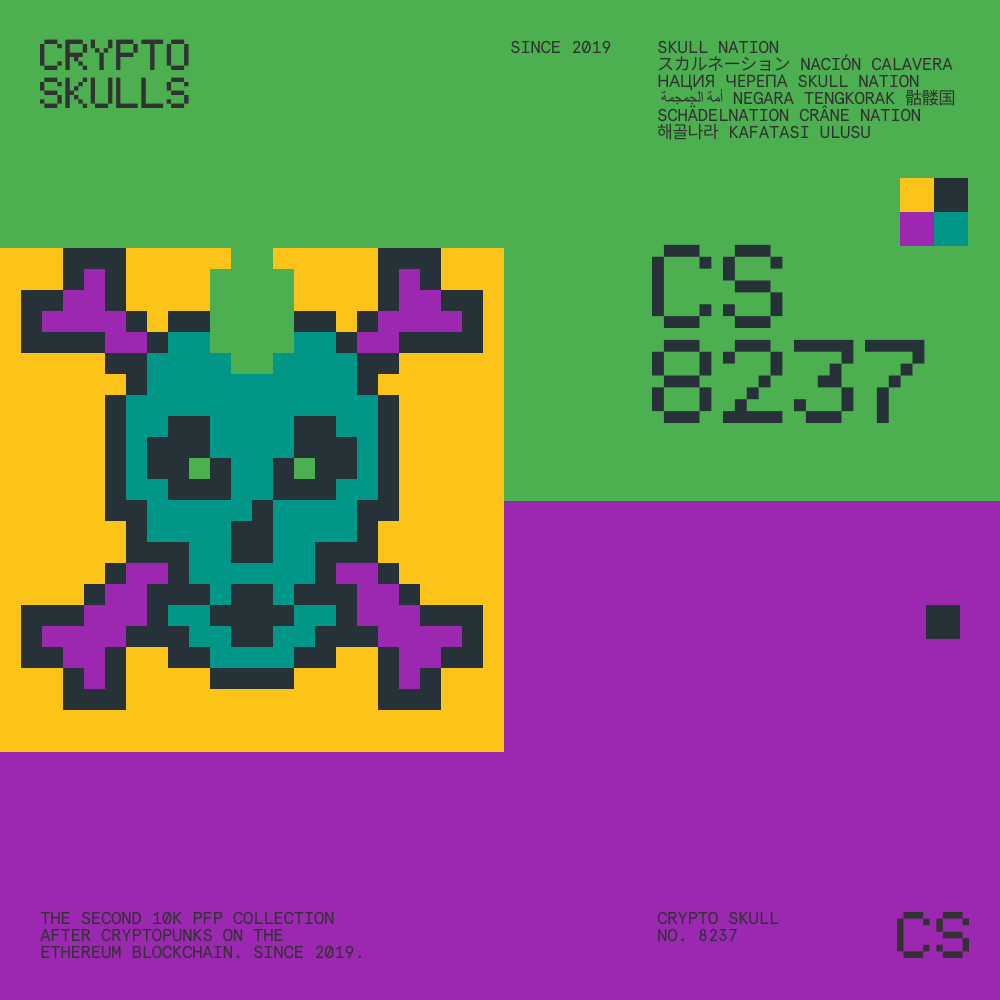 CRYPTO
SKULLS
SINCE 2019
SKULL NATION
スカルネーション NACIÓN CALAVERA
НАЦИЯ ЧЕРЕПА SKULL NATION
أمة الجمجمة NEGARA TENGKORAK 骷髅国
SCHÄDELNATION CRÂNE NATION
해골나라 KAFATASI ULUSU
CS
8237
THE SECOND 10K PFP COLLECTION
AFTER CRYPTOPUNKS ON THE
ETHEREUM BLOCKCHAIN. SINCE 2019.
CRYPTO SKULL
NO. 8237
CS